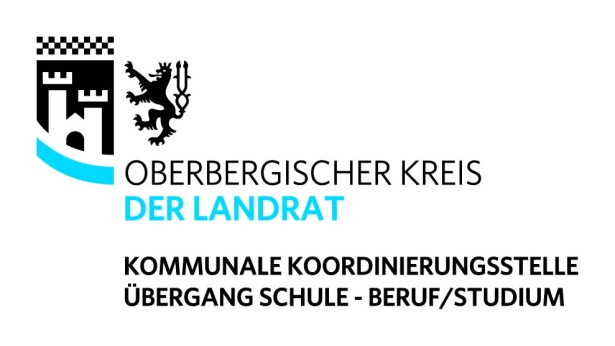 OBERBERGISCHER KREIS
DER LANDRAT
KOMMUNALE KOORDINIERUNGSSTELLE
ÜBERGANG SCHULE - BERUF/STUDIUM